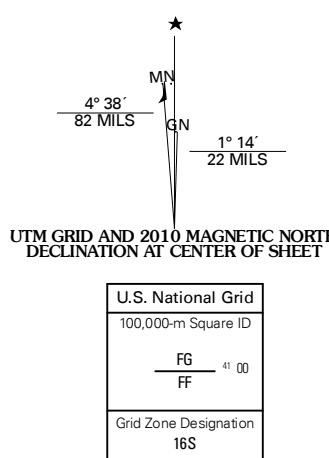 ★
MN
4° 38´
82 MILS
GN
1° 14´
22 MILS
UTM GRID AND 2010 MAGNETIC NORTH
DECLINATION AT CENTER OF SHEET
U.S. National Grid
100,000-m Square ID
FG
41 00
FF
Grid Zone Designation
16S